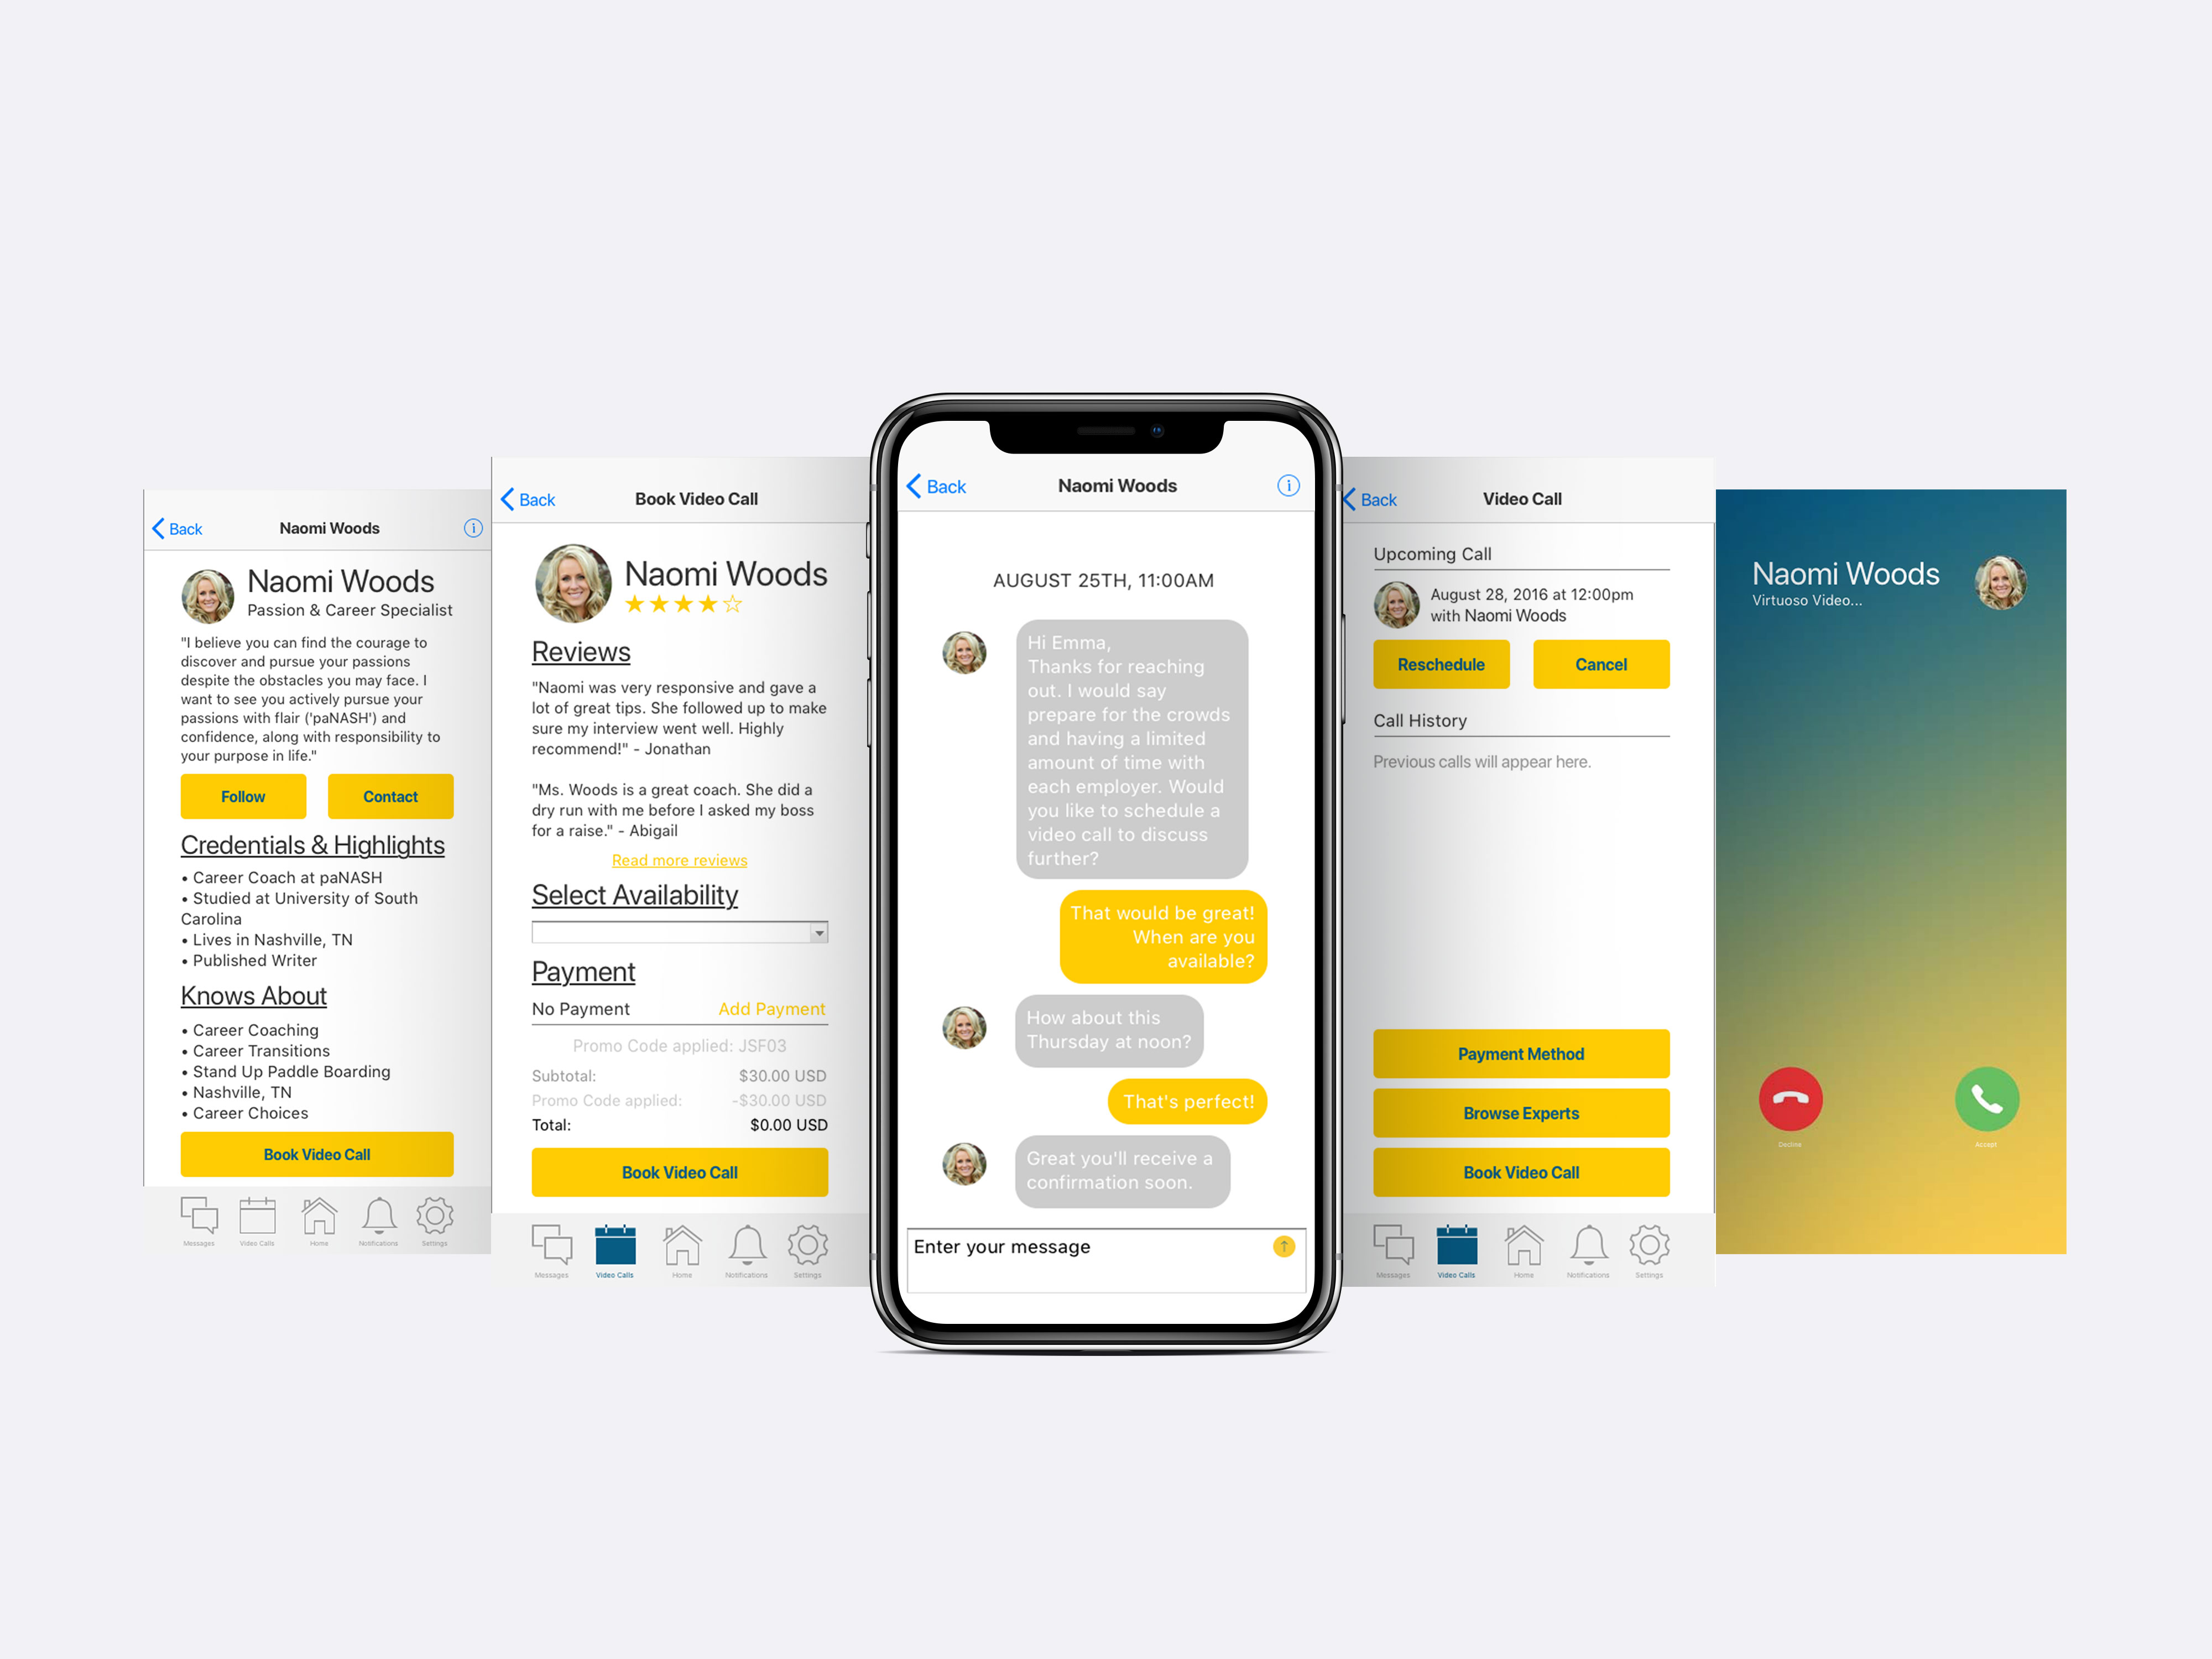 Back
Naomi Woods
Naomi Woods
Passion & Career Specialist
"I believe you can find the courage to
discover and pursue your passions
despite the obstacles you may face. I
want to see you actively pursue your
passions with flair ('paNASH') and
confidence, along with responsibility to
your purpose in life."
Follow
Contact
Credentials & Highlights
• Career Coach at paNASH
• Studied at University of South
Carolina
• Lives in Nashville, TN
• Published Writer
Knows About
• Career Coaching
• Career Transitions
• Stand Up Paddle Boarding
• Nashville, TN
• Career Choices
Book Video Call
Messages
Video Calls
Home
Notifications
Settings
Back
Book Video Call
Naomi Woods
Reviews
"Naomi was very responsive and gave a
lot of great tips. She followed up to make
sure my interview went well. Highly
recommend!" - Jonathan
"Ms. Woods is a great coach. She did a
dry run with me before I asked my boss
for a raise." - Abigail
Read more reviews
Select Availability
Payment
No Payment Add Payment
Promo Code applied: JSF03
Subtotal: $30.00 USD
Promo Code applied: -$30.00 USD
Total: $0.00 USD
Book Video Call
Messages
Video Calls
Home
Notifications
Settings
Back
Naomi Woods
AUGUST 25TH, 11:00AM
Hi Emma,
Thanks for reaching
out. I would say
prepare for the crowds
and having a limited
amount of time with
each employer. Would
you like to schedule a
video call to discuss
further?
That would be great!
When are you
available?
How about this
Thursday at noon?
That's perfect!
Great you'll receive a
confirmation soon.
Enter your message
Back
Video Call
Upcoming Call
August 28, 2016 at 12:00pm
with Naomi Woods
Reschedule
Cancel
Call History
Previous calls will appear here.
Payment Method
Browse Experts
Book Video Call
Messages
Video Calls
Home
Notifications
Settings
Naomi Woods
Virtuoso Video...
Decline
Accept